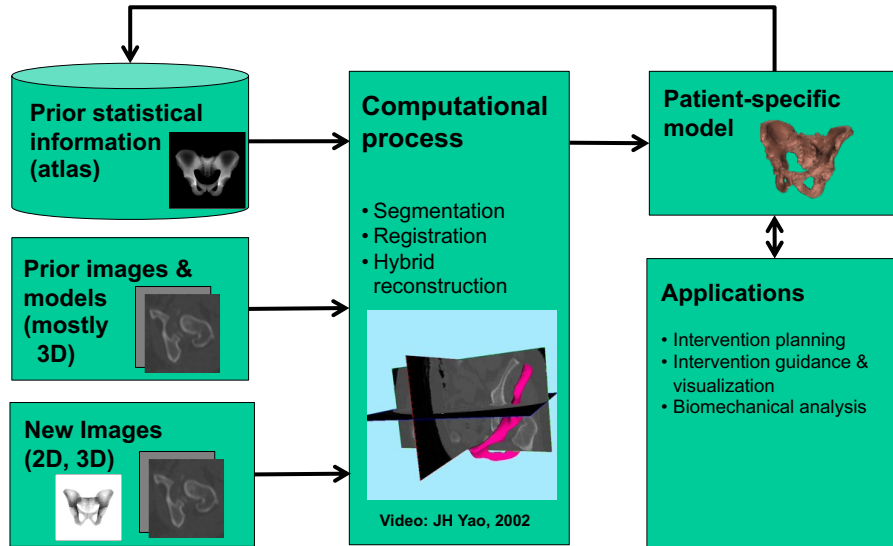 Prior statistical
information
(atlas)
Prior images &
models
(mostly
3D)
New Images
(2D, 3D)
Computational
process
• Segmentation
• Registration
• Hybrid
reconstruction
Video: JH Yao, 2002
Patient-specific
model
Applications
• Intervention planning
• Intervention guidance &
visualization
• Biomechanical analysis